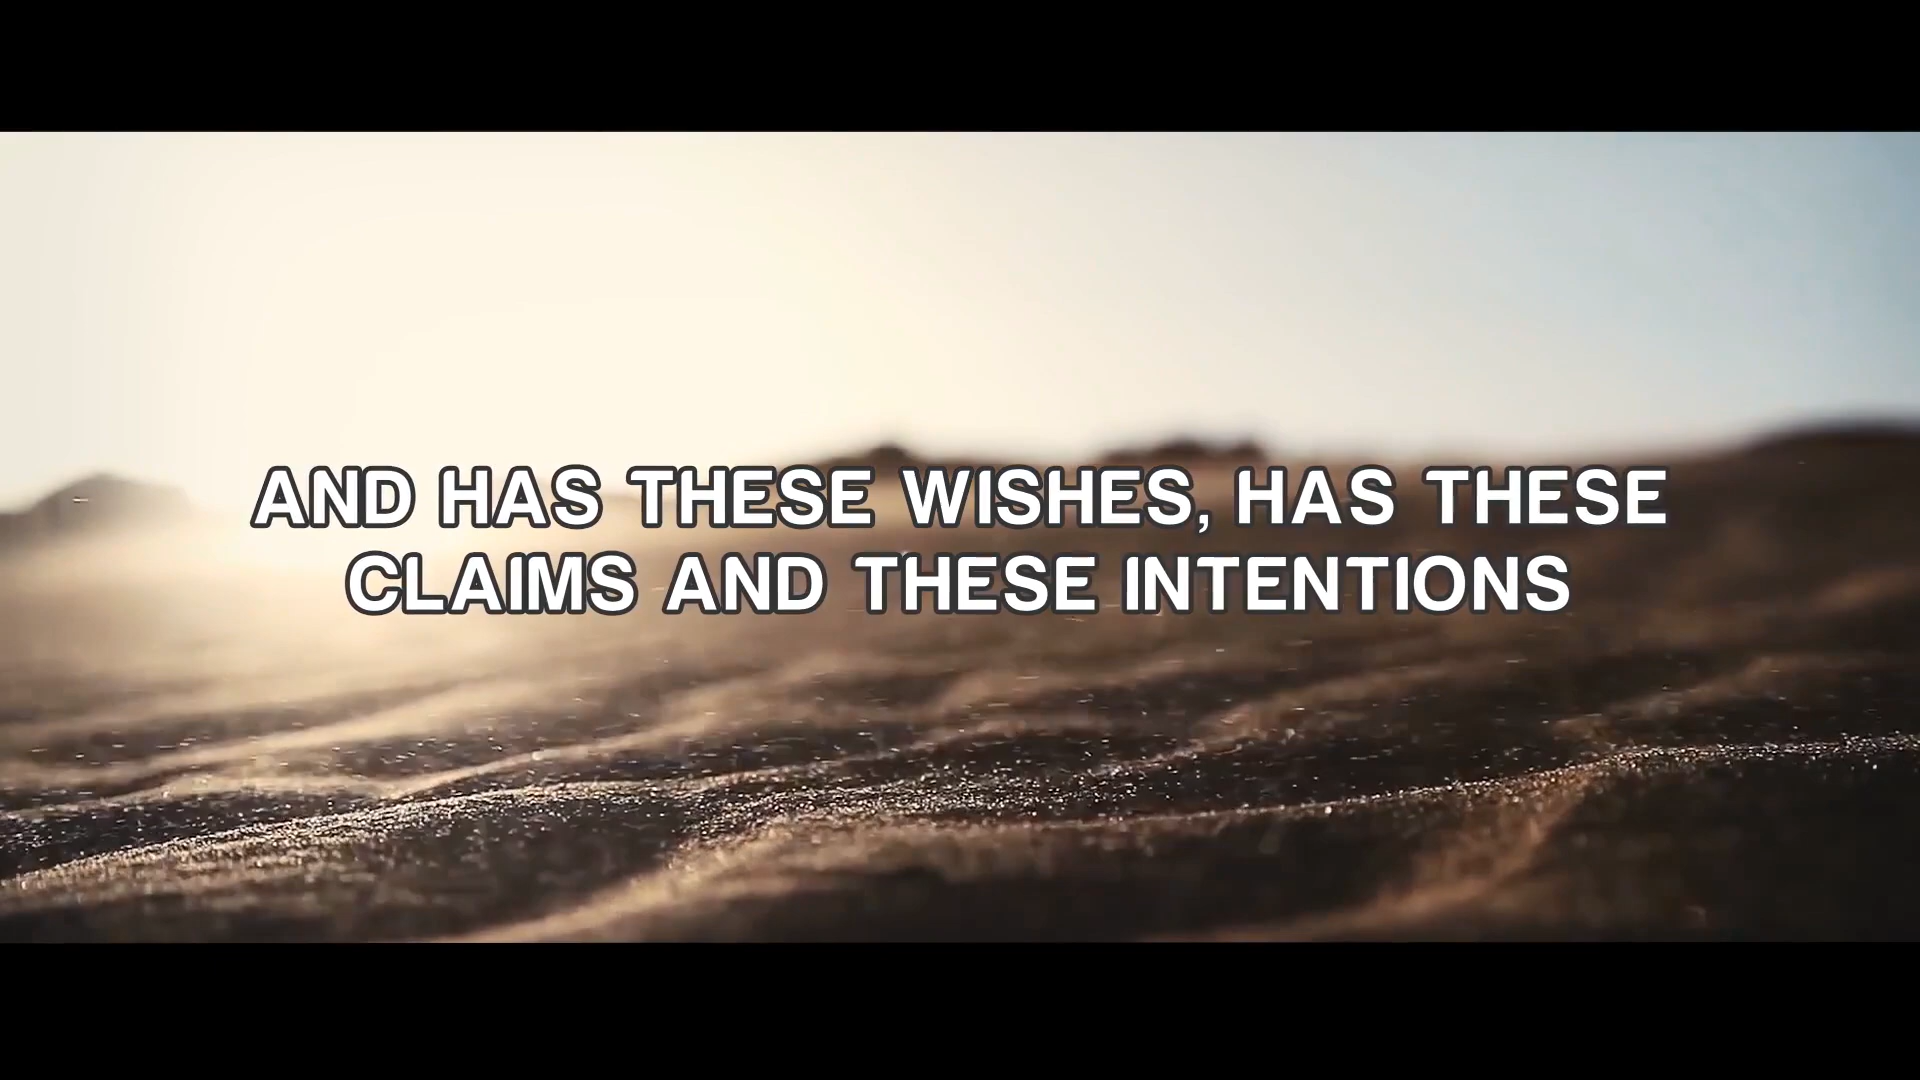 AND HAS THESE WISHES, HAS THESE
CLAIMS AND THESE INTENTIONS